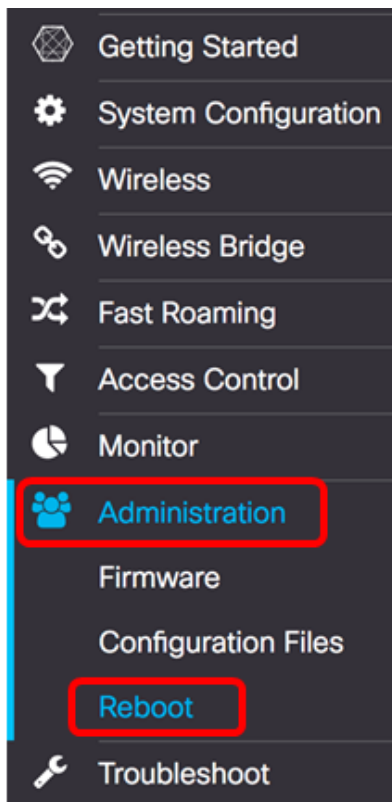 Getting Started
System Configuration
Wireless
Wireless Bridge
Fast Roaming
Access Control
Monitor
Administration
Firmware
Configuration Files
Reboot
Troubleshoot